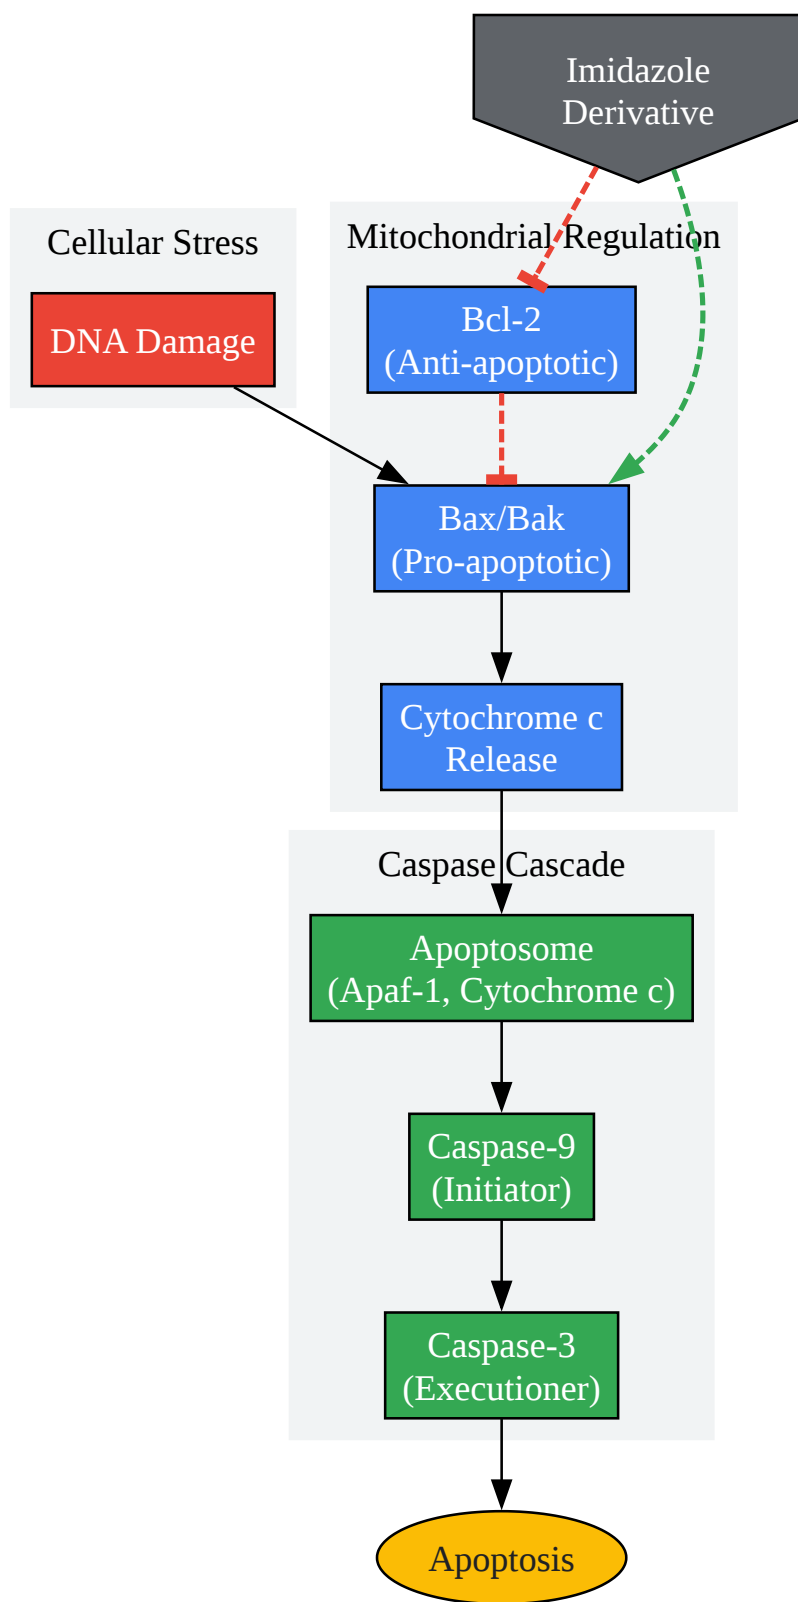 Imidazole
Derivative
Cellular Stress
DNA Damage
Mitochondrial Regulation
Bcl-2
(Anti-apoptotic)
Bax/Bak
(Pro-apoptotic)
Cytochrome c
Release
Caspase Cascade
Apoptosome
(Apaf-1, Cytochrome c)
Caspase-9
(Initiator)
Caspase-3
(Executioner)
Apoptosis